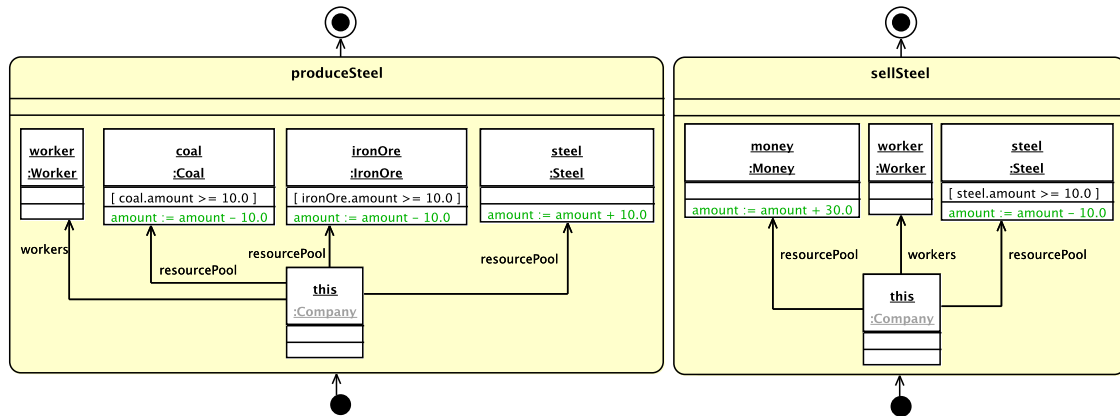 produceSteel
worker
:Worker
coal
:Coal
[ coal.amount >= 10.0 ]
amount := amount - 10.0
ironOre
:IronOre
[ ironOre.amount >= 10.0 ]
amount := amount - 10.0
steel
:Steel
amount := amount + 10.0
workers
resourcePool
resourcePool
resourcePool
this
:Company
sellSteel
money
:Money
amount := amount + 30.0
worker
:Worker
steel
:Steel
[ steel.amount >= 10.0 ]
amount := amount - 10.0
resourcePool
workers
resourcePool
this
:Company